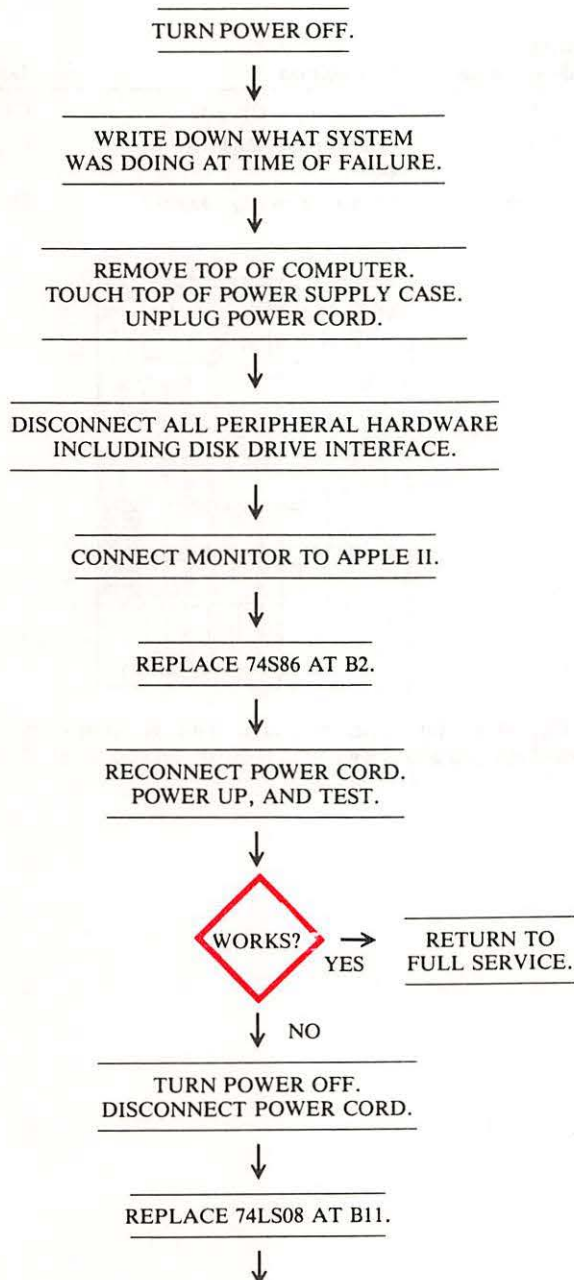 TURN POWER OFF.
WRITE DOWN WHAT SYSTEM
WAS DOING AT TIME OF FAILURE.
REMOVE TOP OF COMPUTER.
TOUCH TOP OF POWER SUPPLY CASE.
UNPLUG POWER CORD.
DISCONNECT ALL PERIPHERAL HARDWARE
INCLUDING DISK DRIVE INTERFACE.
CONNECT MONITOR TO APPLE II.
REPLACE 74S86 AT B2.
RECONNECT POWER CORD.
POWER UP, AND TEST.
WORKS?
YES
RETURN TO
FULL SERVICE.
NO
TURN POWER OFF.
DISCONNECT POWER CORD.
REPLACE 74LS08 AT B11.